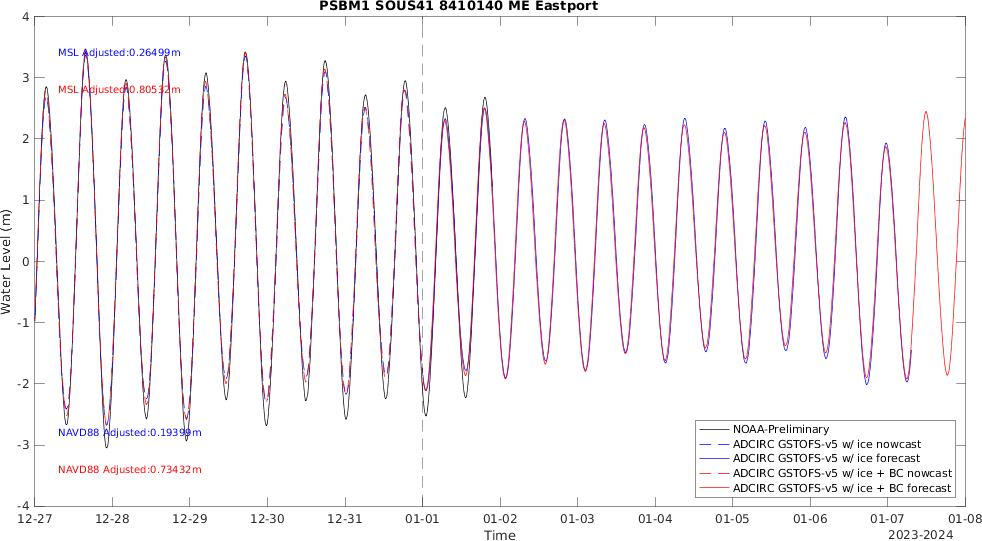 PSBM1 SOUS41 8410140 ME Eastport
4
3
2
1
0
-1
-2
-3
-4
Water Level (m)
MSL Adjusted:0.26499m
MSL Adjusted:0.80532m
NAVD88 Adjusted:0.19399m
NAVD88 Adjusted:0.73432m
NOAA-Preliminary
ADCIRC GSTOFS-v5 w/ ice nowcast
ADCIRC GSTOFS-v5 w/ ice forecast
ADCIRC GSTOFS-v5 w/ ice + BC nowcast
ADCIRC GSTOFS-v5 w/ ice + BC forecast
12-27 12-28 12-29 12-30 12-31 01-01 01-02 01-03 01-04 01-05 01-06 01-07 01-08
Time
2023-2024